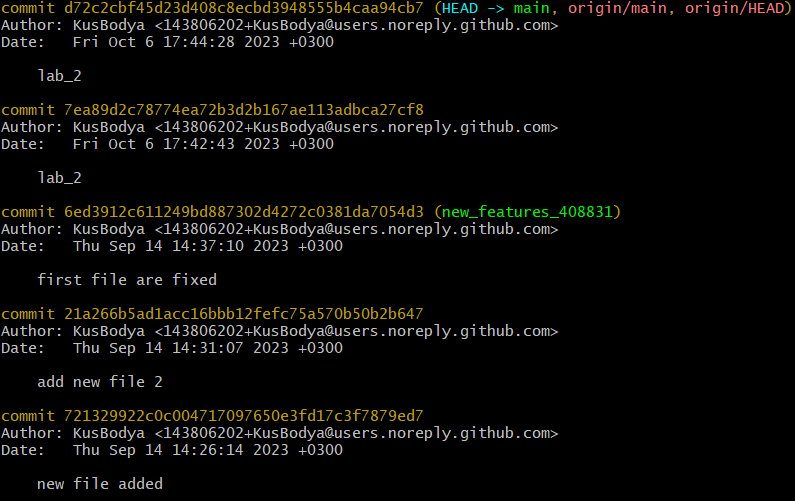 commit d72c2cbf45d23d408c8ecbd3948555b4caa94cb7 (HEAD -> main, origin/main, origin/HEAD)
Author: KusBodya <143806202+KusBodya@users.noreply.github.com>
Date:   Fri Oct 6 17:44:28 2023 +0300
    lab_2
commit 7ea89d2c78774ea72b3d2b167ae113adbca27cf8
Author: KusBodya <143806202+KusBodya@users.noreply.github.com>
Date:   Fri Oct 6 17:42:43 2023 +0300
    lab_2
commit 6ed3912c611249bd887302d4272c0381da7054d3 (new_features_408831)
Author: KusBodya <143806202+KusBodya@users.noreply.github.com>
Date:   Thu Sep 14 14:37:10 2023 +0300
    first file are fixed
commit 21a266b5ad1acc16bbb12fefc75a570b50b2b647
Author: KusBodya <143806202+KusBodya@users.noreply.github.com>
Date:   Thu Sep 14 14:31:07 2023 +0300
    add new file 2
commit 721329922c0c004717097650e3fd17c3f7879ed7
Author: KusBodya <143806202+KusBodya@users.noreply.github.com>
Date:   Thu Sep 14 14:26:14 2023 +0300
    new file added